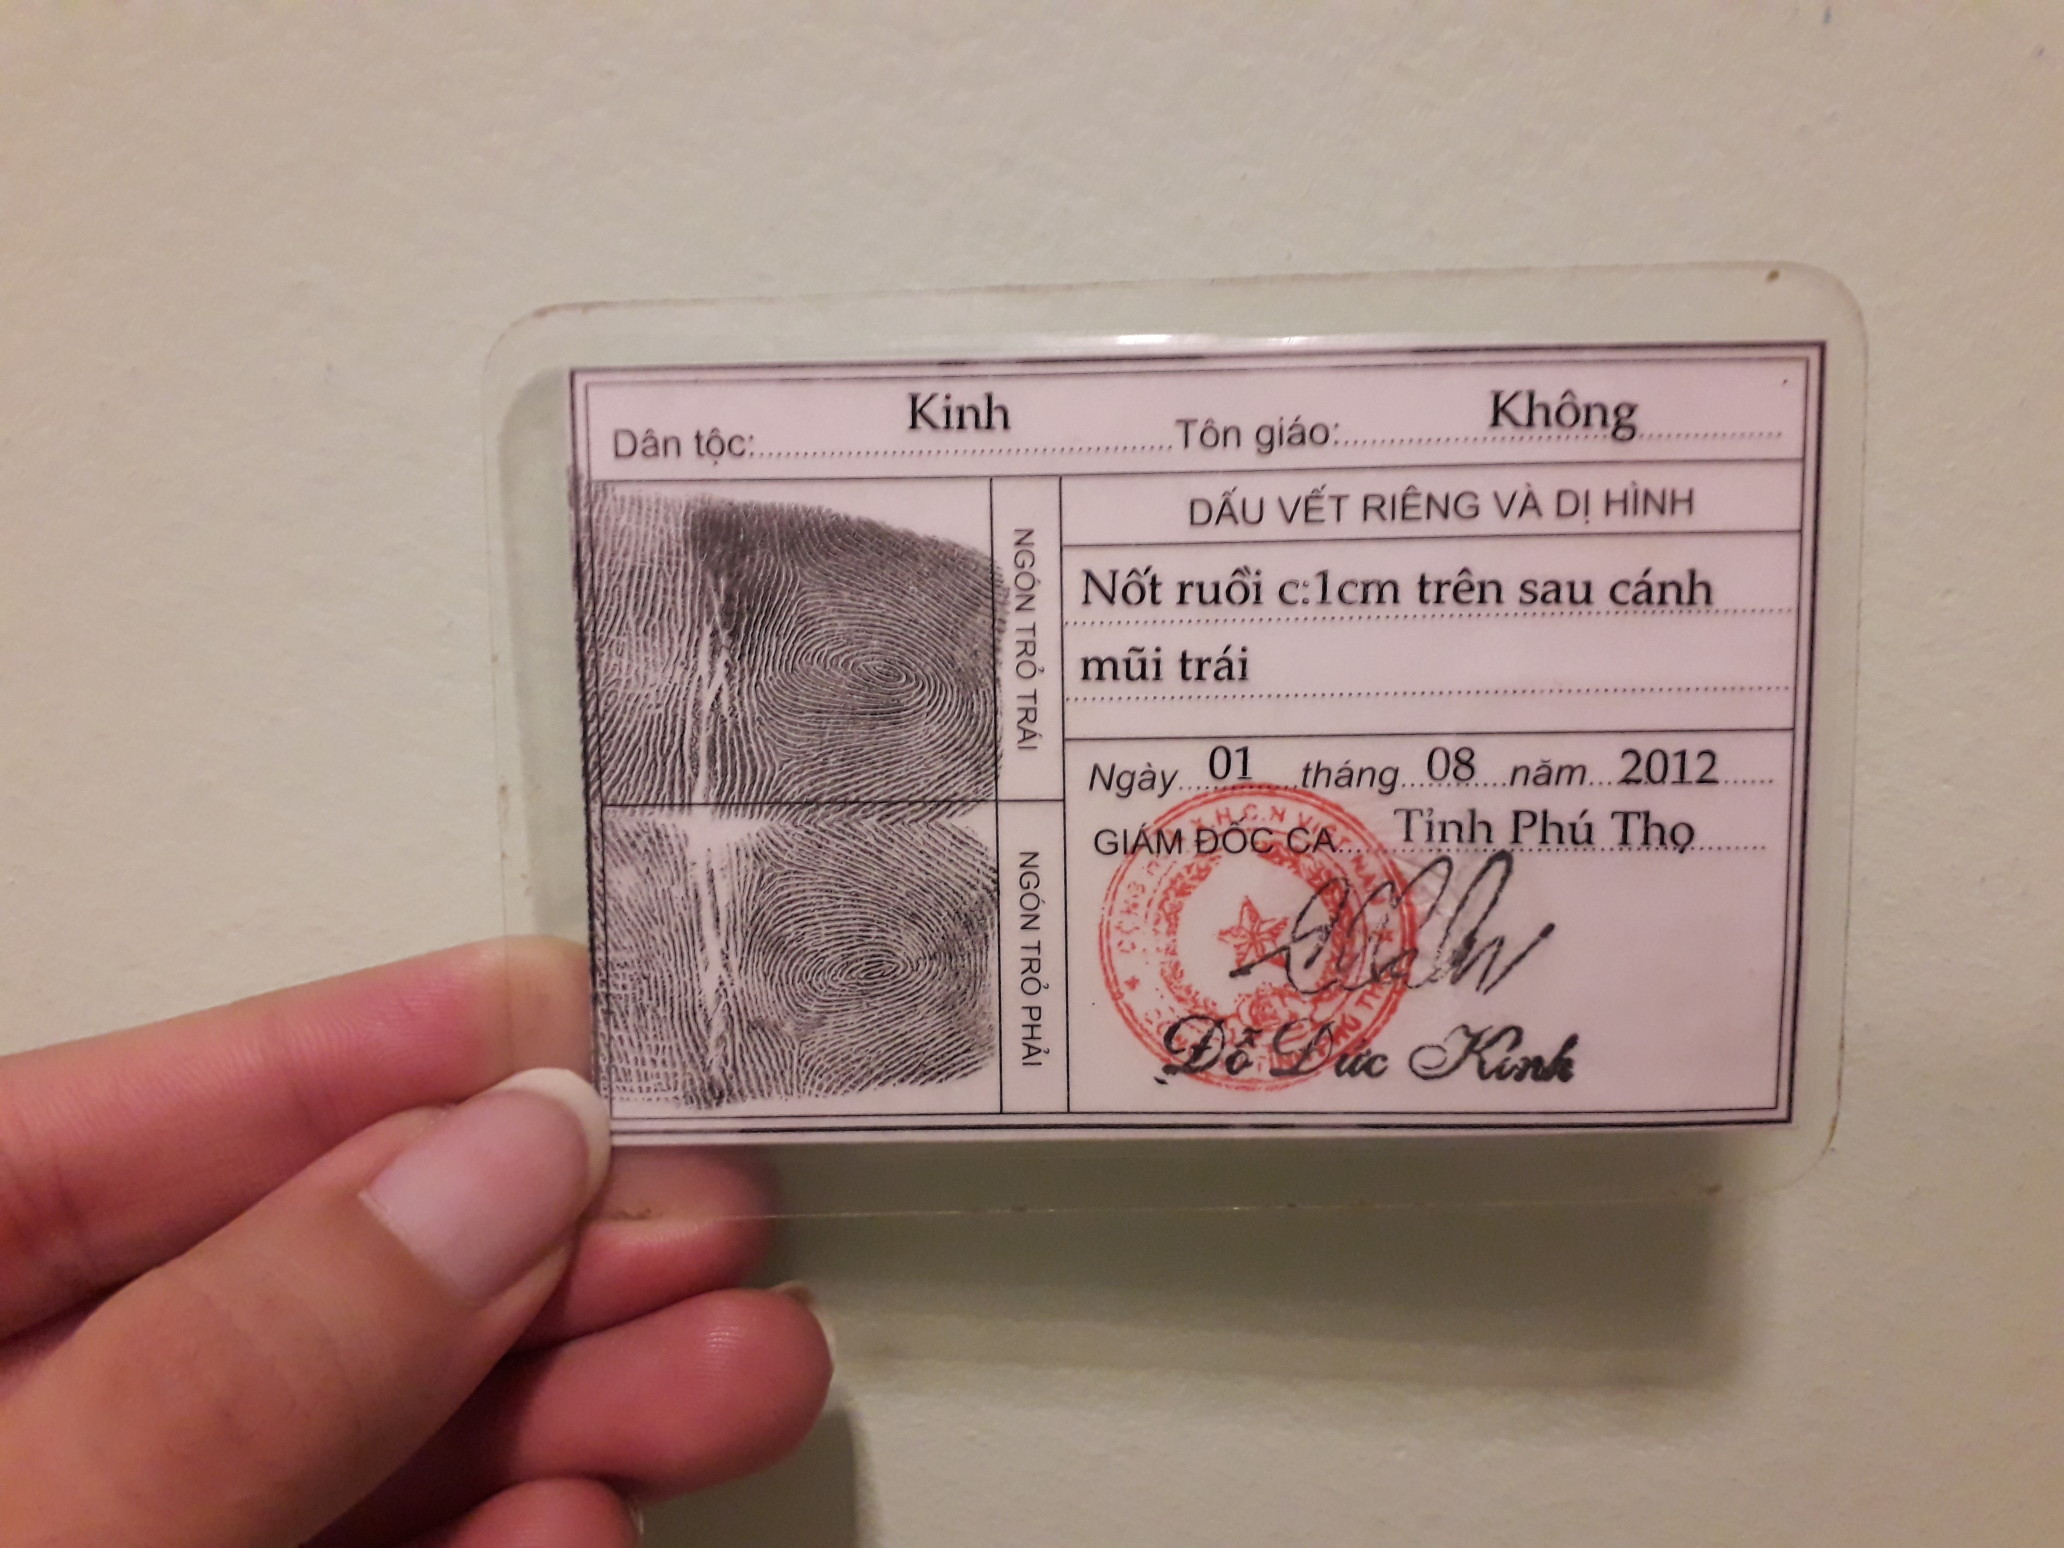 Dân tộc: Kinh Tôn giáo: Không
NGÓN TRỎ TRÁI
NGÓN TRỎ PHẢI
DẤU VẾT RIÊNG VÀ DỊ HÌNH
Nốt ruồi c:1cm trên sau cánh
mũi trái
Ngày 01 tháng 08 năm 2012
GIÁM ĐỐC CA Tỉnh Phú Thọ
Đỗ Đức Kinh